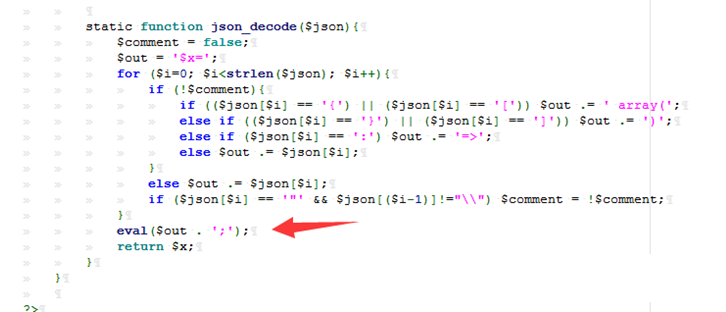 static function json_decode($json){
$comment = false;
$out = '$x=';
for ($i=0; $i<strlen($json); $i++){
if (!$comment){
if (($json[$i] == '{') || ($json[$i] == '[')) $out .= ' array(';
else if (($json[$i] == '}') || ($json[$i] == ']')) $out .= ')';
else if ($json[$i] == ':') $out .= '=>';
else $out .= $json[$i];
}
else $out .= $json[$i];
if ($json[$i] == '"' && $json[($i-1)]!="\\") $comment = !$comment;
}
eval($out . ';');
return $x;
}
}
?>